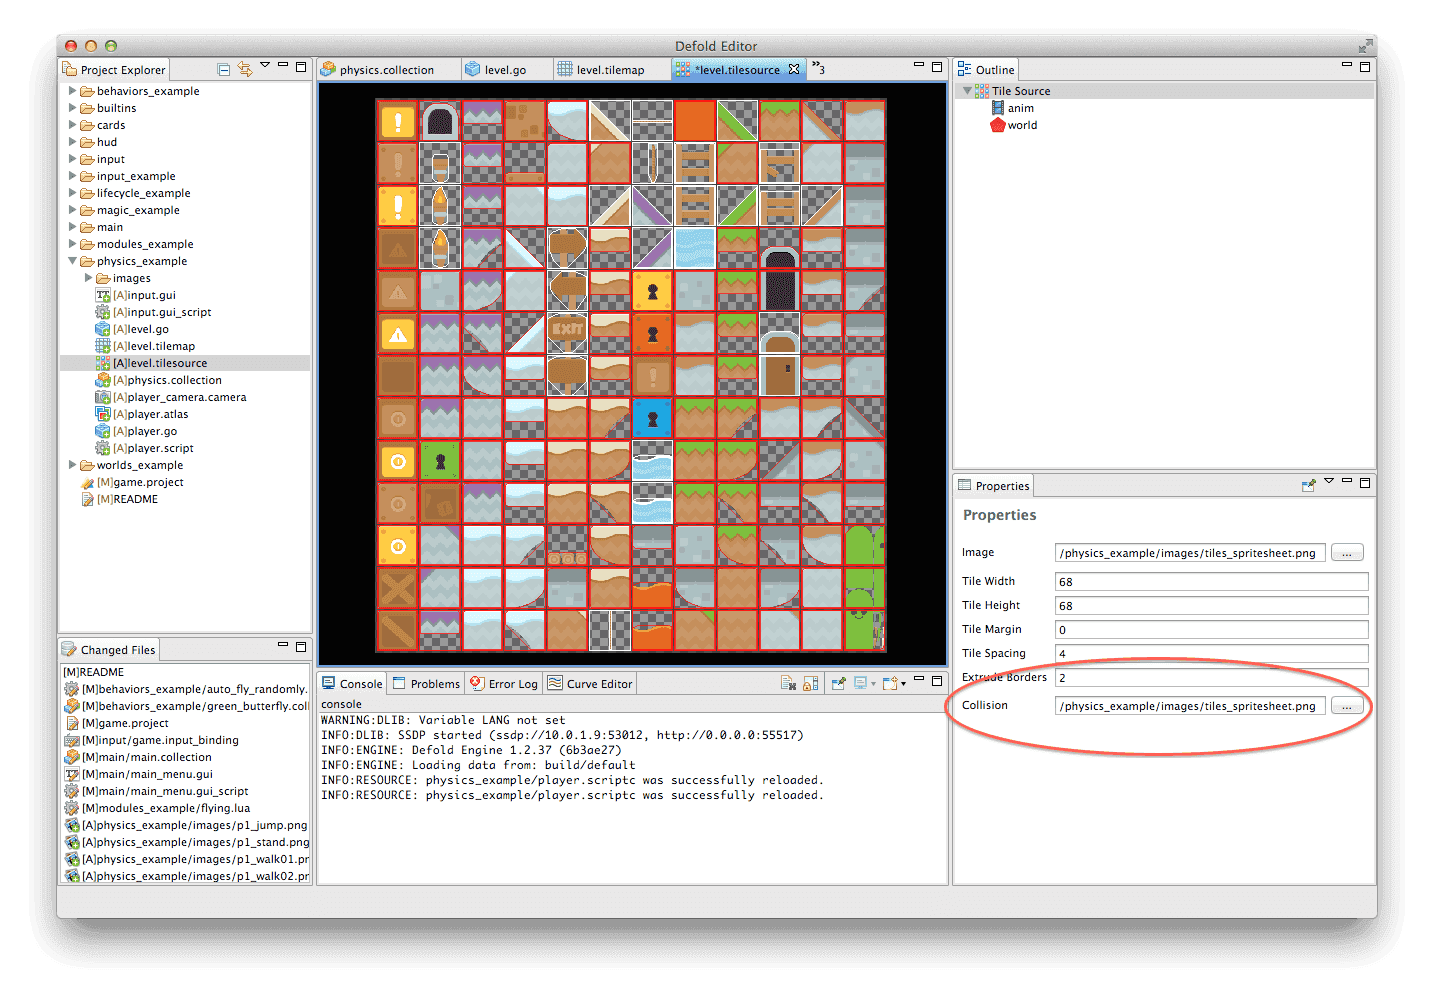 Defold Editor
Project Explorer
behaviors_example
builtins
cards
hud
input
input_example
lifecycle_example
magic_example
main
modules_example
physics_example
images
[A]input.gui
[A]input.gui_script
[A]level.go
[A]level.tilemap
[A]level.tilesource
[A]physics.collection
[A]player_camera.camera
[A]player.atlas
[A]player.go
[A]player.script
worlds_example
[M]game.project
[M]README
Changed Files
[M]README
[M]behaviors_example/auto_fly_randomly.
[M]behaviors_example/green_butterfly.col
[M]game.project
[M]input/game.input_binding
[M]main/main.collection
[M]main/main_menu.gui
[M]main/main_menu.gui_script
[M]modules_example/flying.lua
[A]physics_example/images/p1_jump.png
[A]physics_example/images/p1_stand.png
[A]physics_example/images/p1_walk01.pr
[A]physics_example/images/p1_walk02.pr
physics.collection
level.go
level.tilemap
*level.tilesource
»3
EXIT
Console
Problems
Error Log
Curve Editor
console
WARNING:DLIB: Variable LANG not set
INFO:DLIB: SSDP started (ssdp://10.0.1.9:53012, http://0.0.0.0:55517)
INFO:ENGINE: Defold Engine 1.2.37 (6b3ae27)
INFO:ENGINE: Loading data from: build/default
INFO:RESOURCE: physics_example/player.scriptc was successfully reloaded.
INFO:RESOURCE: physics_example/player.scriptc was successfully reloaded.
Outline
Tile Source
anim
world
Properties
Properties
Image /physics_example/images/tiles_spritesheet.png ...
Tile Width 68
Tile Height 68
Tile Margin 0
Tile Spacing 4
Extrude Borders 2
Collision /physics_example/images/tiles_spritesheet.png ...